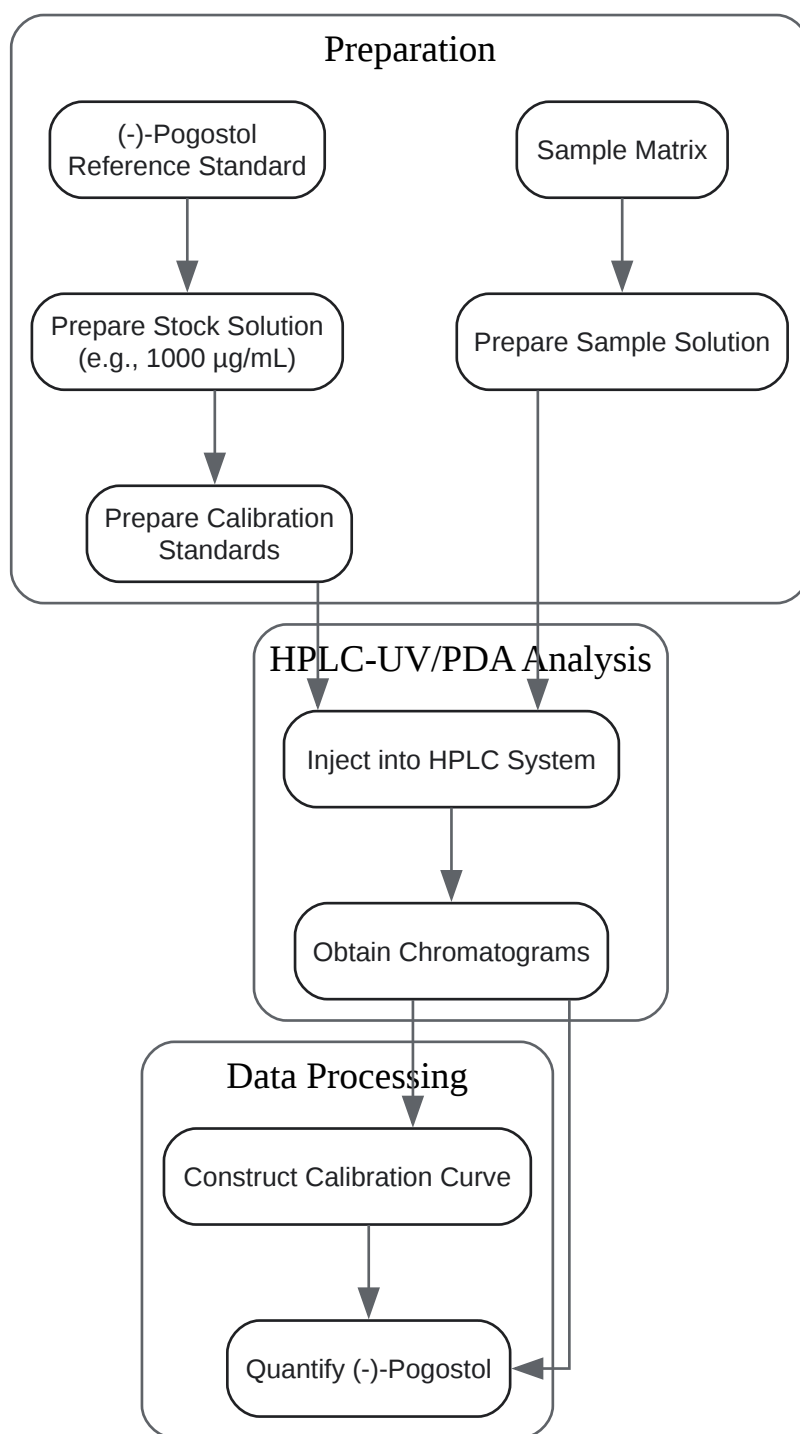 Preparation
(-)-Pogostol
Reference Standard
Sample Matrix
Prepare Stock Solution
(e.g., 1000 µg/mL)
Prepare Sample Solution
Prepare Calibration
Standards
HPLC-UV/PDA Analysis
Inject into HPLC System
Obtain Chromatograms
Data Processing
Construct Calibration Curve
Quantify (-)-Pogostol